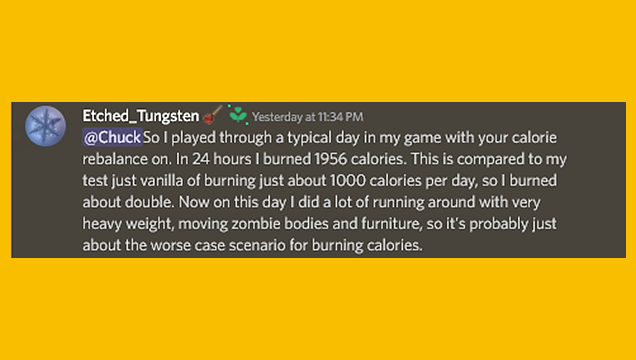 Etched_Tungsten Yesterday at 11:34 PM
@Chuck So I played through a typical day in my game with your calorie
rebalance on. In 24 hours I burned 1956 calories. This is compared to my
test just vanilla of burning just about 1000 calories per day, so I burned
about double. Now on this day I did a lot of running around with very
heavy weight, moving zombie bodies and furniture, so it's probably just
about the worse case scenario for burning calories.